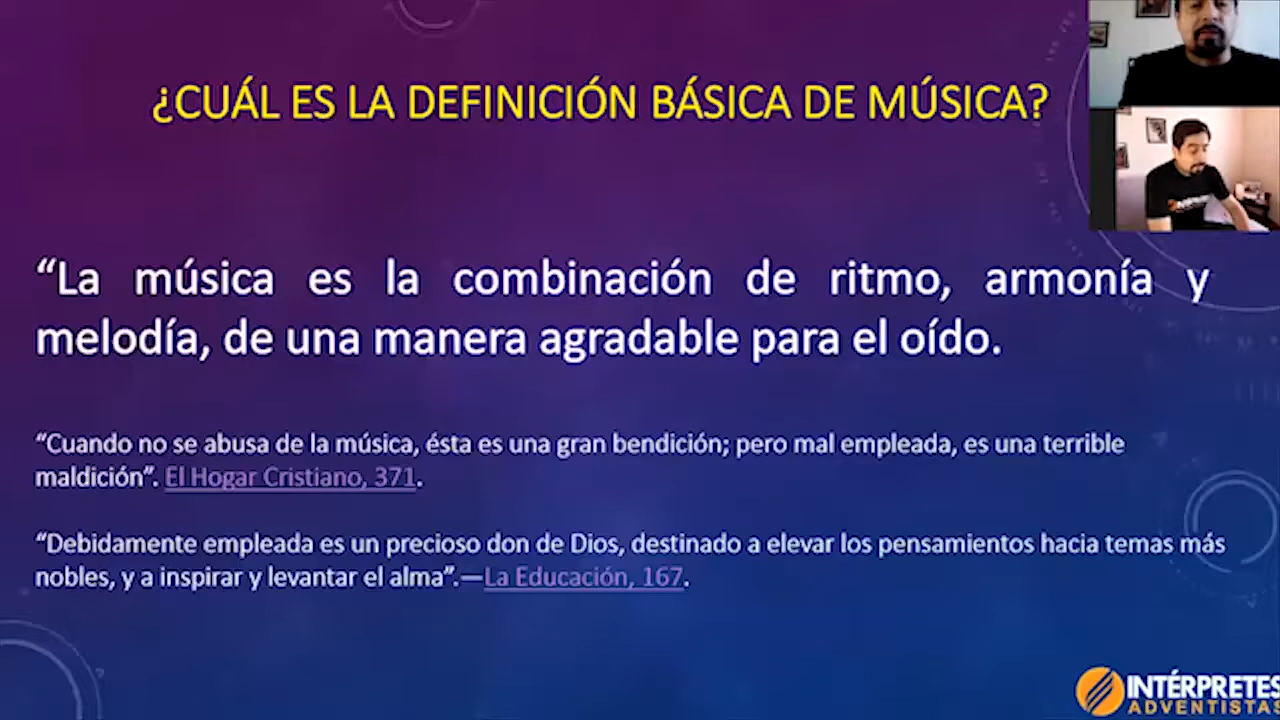 ¿CUÁL ES LA DEFINICIÓN BÁSICA DE MÚSICA?
“La música es la combinación de ritmo, armonía y
melodía, de una manera agradable para el oído.
“Cuando no se abusa de la música, ésta es una gran bendición; pero mal empleada, es una terrible
maldición”. El Hogar Cristiano, 371.
“Debidamente empleada es un precioso don de Dios, destinado a elevar los pensamientos hacia temas más
nobles, y a inspirar y levantar el alma”.—La Educación, 167.
INTÉRPRETES
ADVENTISTAS